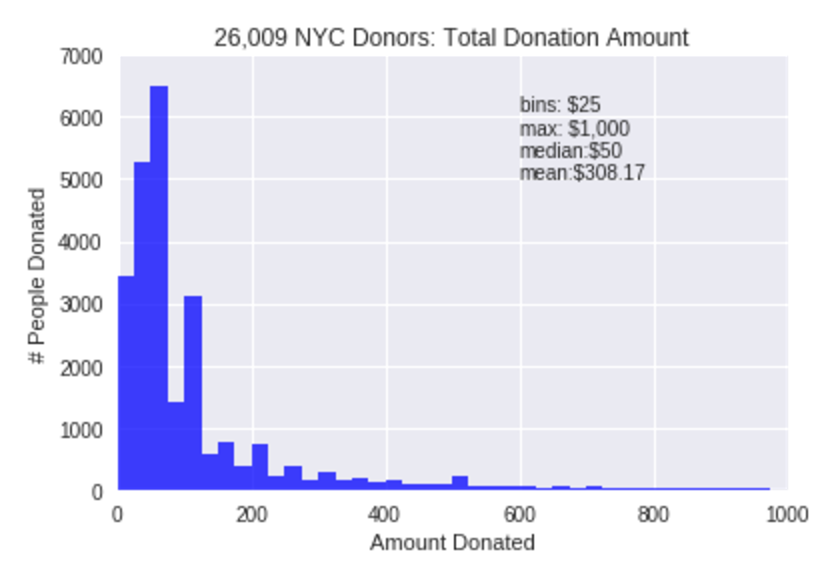 26,009 NYC Donors: Total Donation Amount
7000
6000
5000
4000
3000
2000
1000
0
# People Donated
bins: $25
max: $1,000
median:$50
mean:$308.17
0 200 400 600 800 1000
Amount Donated